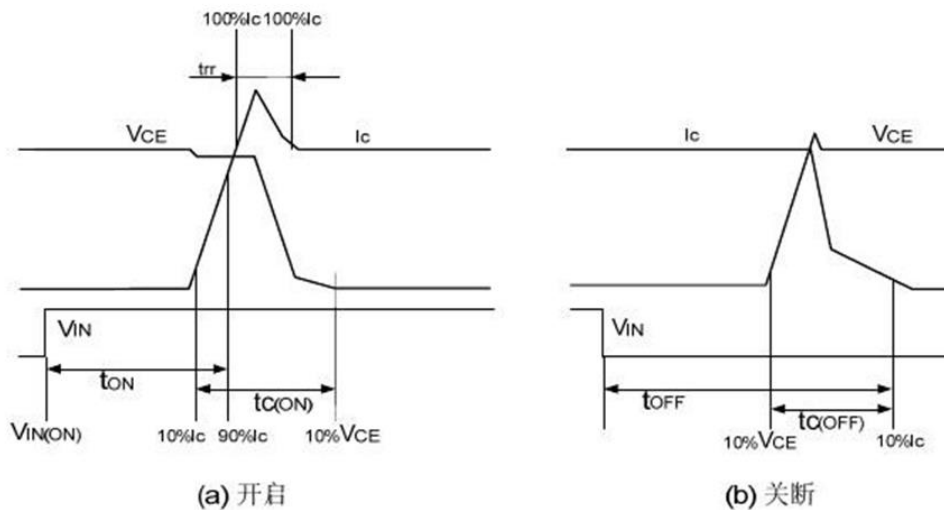 100%Ic 100%Ic
trr
VCE Ic
VIN
tON
tC(ON)
VIN(ON) 10%Ic 90%Ic 10%VCE
(a) 开启
Ic VCE
VIN
tOFF
tC(OFF)
10%VCE 10%Ic
(b) 关断